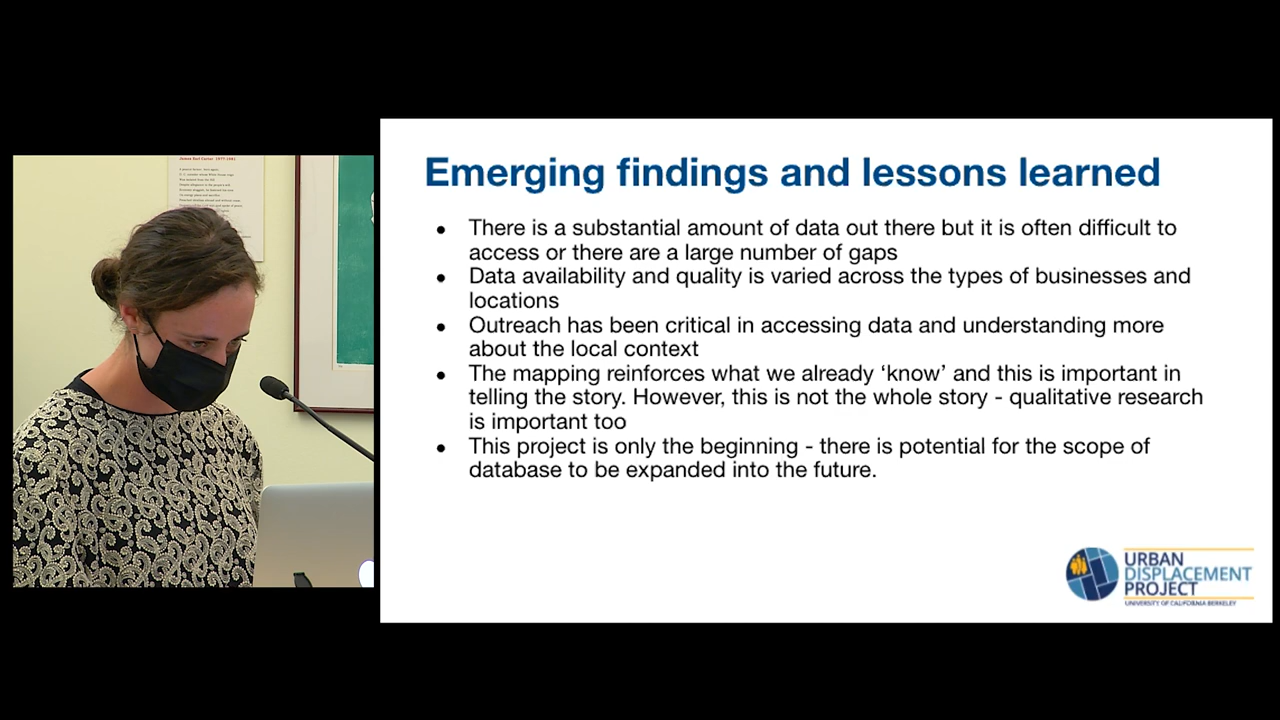 Emerging findings and lessons learned
There is a substantial amount of data out there but it is often difficult to
access or there are a large number of gaps
Data availability and quality is varied across the types of businesses and
locations
Outreach has been critical in accessing data and understanding more
about the local context
The mapping reinforces what we already ‘know’ and this is important in
telling the story. However, this is not the whole story - qualitative research
is important too
This project is only the beginning - there is potential for the scope of
database to be expanded into the future.
URBAN
DISPLACEMENT
PROJECT
UNIVERSITY OF CALIFORNIA BERKELEY